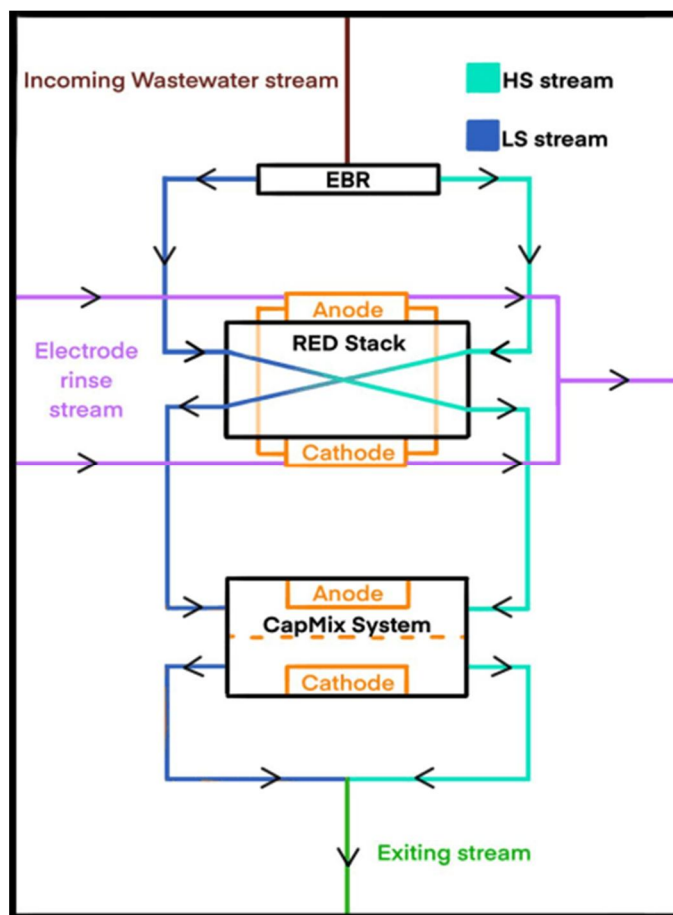 Incoming Wastewater stream
HS stream
LS stream
EBR
Anode
RED Stack
Electrode
rinse
stream
Cathode
Anode
CapMix System
Cathode
Exiting stream